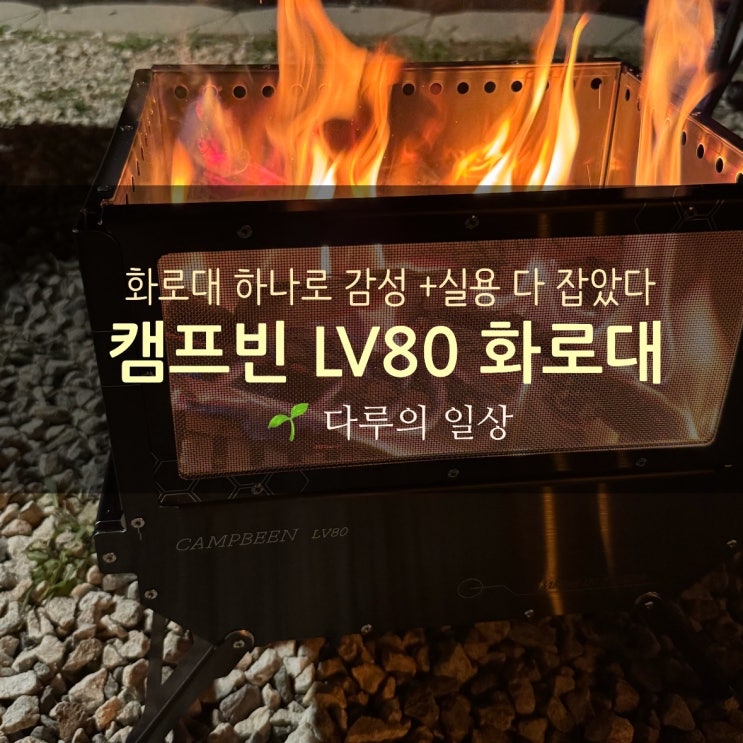 화로대 하나로 감성 +실용 다 잡았다
캠프빈 LV80 화로대
🌱 다루의 일상
CAMPBEEN LV80